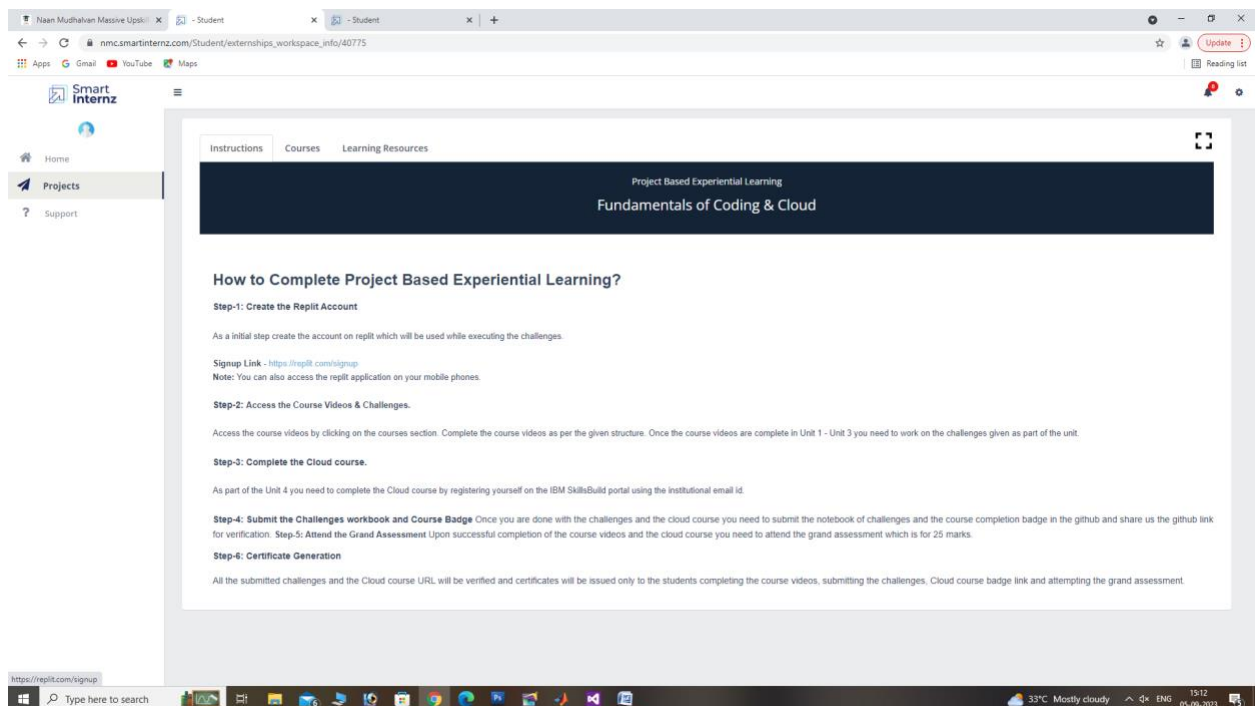 Naan Mudhalvan Massive Upskil
- Student
- Student
nmc.smartinternz.com/Student/externships_workspace_info/40775
Update
Apps Gmail YouTube Maps
Reading list
Smart
Internz
Home
Projects
Support
Instructions Courses Learning Resources
Project Based Experiential Learning
Fundamentals of Coding & Cloud
How to Complete Project Based Experiential Learning?
Step-1: Create the Replit Account
As a initial step create the account on replit which will be used while executing the challenges.
Signup Link - https://replit.com/signup
Note: You can also access the replit application on your mobile phones.
Step-2: Access the Course Videos & Challenges.
Access the course videos by clicking on the courses section. Complete the course videos as per the given structure. Once the course videos are complete in Unit 1 - Unit 3 you need to work on the challenges given as part of the unit.
Step-3: Complete the Cloud course.
As part of the Unit 4 you need to complete the Cloud course by registering yourself on the IBM SkillsBuild portal using the institutional email id.
Step-4: Submit the Challenges workbook and Course Badge Once you are done with the challenges and the cloud course you need to submit the notebook of challenges and the course completion badge in the github and share us the github link
for verification. Step-5: Attend the Grand Assessment Upon successful completion of the course videos and the cloud course you need to attend the grand assessment which is for 25 marks.
Step-6: Certificate Generation
All the submitted challenges and the Cloud course URL will be verified and certificates will be issued only to the students completing the course videos, submitting the challenges, Cloud course badge link and attempting the grand assessment.
https://replit.com/signup
Type here to search
33°C Mostly cloudy
ENG
15:12
05-09-2023